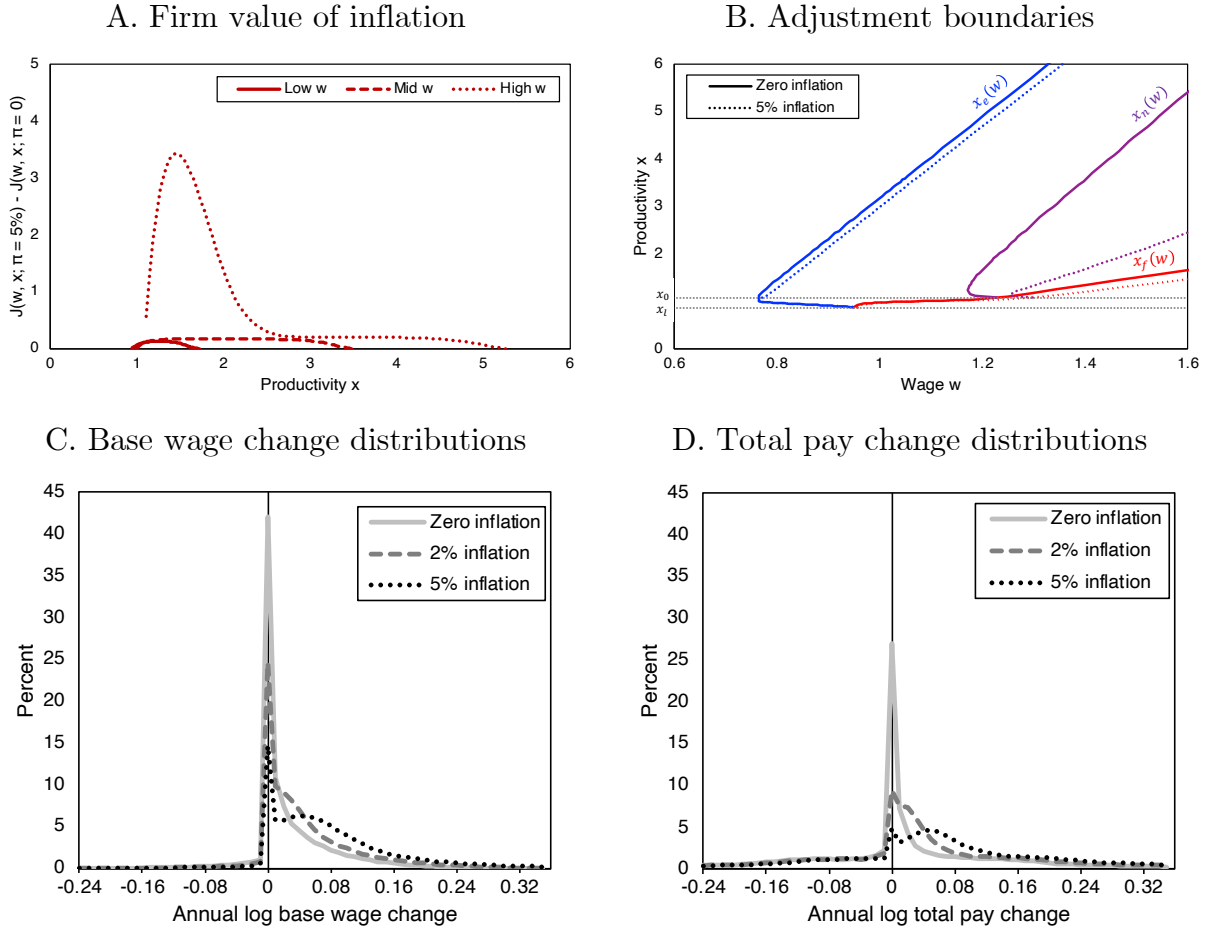 A. Firm value of inflation
J(w, x; π = 5%) - J(w, x; π = 0)
5
4
3
2
1
0
Low w
Mid w
High w
0 1 2 3 4 5 6
Productivity x
B. Adjustment boundaries
Productivity x
6
5
4
3
2
1
0
x₀
xₗ
Zero inflation
5% inflation
xₑ(w)
xₙ(w)
x_f(w)
0.6 0.8 1 1.2 1.4 1.6
Wage w
C. Base wage change distributions
Percent
45
40
35
30
25
20
15
10
5
0
Zero inflation
2% inflation
5% inflation
-0.24 -0.16 -0.08 0 0.08 0.16 0.24 0.32
Annual log base wage change
D. Total pay change distributions
Percent
45
40
35
30
25
20
15
10
5
0
Zero inflation
2% inflation
5% inflation
-0.24 -0.16 -0.08 0 0.08 0.16 0.24 0.32
Annual log total pay change